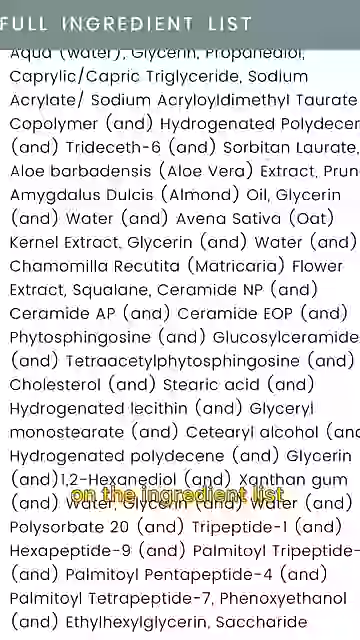 FULL INGREDIENT LIST
Aqua (water), Glycerin, Propanediol,
Caprylic/Capric Triglyceride, Sodium
Acrylate/ Sodium Acryloyldimethyl Taurate
Copolymer (and) Hydrogenated Polydecen
(and) Trideceth-6 (and) Sorbitan Laurate,
Aloe barbadensis (Aloe Vera) Extract, Prun
Amygdalus Dulcis (Almond) Oil, Glycerin
(and) Water (and) Avena Sativa (Oat)
Kernel Extract, Glycerin (and) Water (and)
Chamomilla Recutita (Matricaria) Flower
Extract, Squalane, Ceramide NP (and)
Ceramide AP (and) Ceramide EOP (and)
Phytosphingosine (and) Glucosylceramide
(and) Tetraacetylphytosphingosine (and)
Cholesterol (and) Stearic acid (and)
Hydrogenated lecithin (and) Glyceryl
monostearate (and) Cetearyl alcohol (and
Hydrogenated polydecene (and) Glycerin
(and)1,2-Hexanediol (and) Xanthan gum
on the ingredient list
(and) Water, Glycerin (and) Water (and)
Polysorbate 20 (and) Tripeptide-1 (and)
Hexapeptide-9 (and) Palmitoyl Tripeptide-
(and) Palmitoyl Pentapeptide-4 (and)
Palmitoyl Tetrapeptide-7, Phenoxyethanol
(and) Ethylhexylglycerin, Saccharide